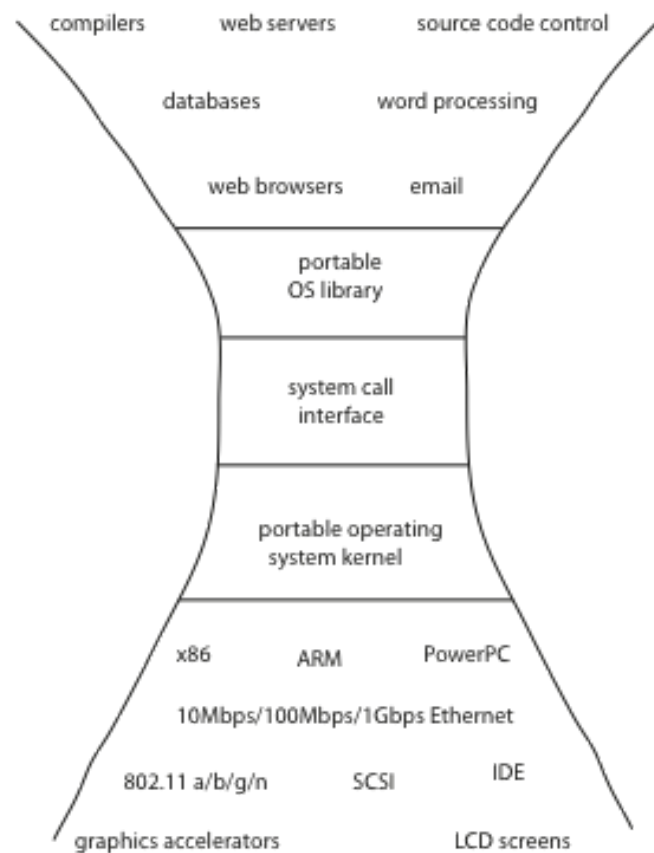 compilers web servers source code control
databases word processing
web browsers email
portable
OS library
system call
interface
portable operating
system kernel
x86 ARM PowerPC
10Mbps/100Mbps/1Gbps Ethernet
802.11 a/b/g/n SCSI IDE
graphics accelerators LCD screens